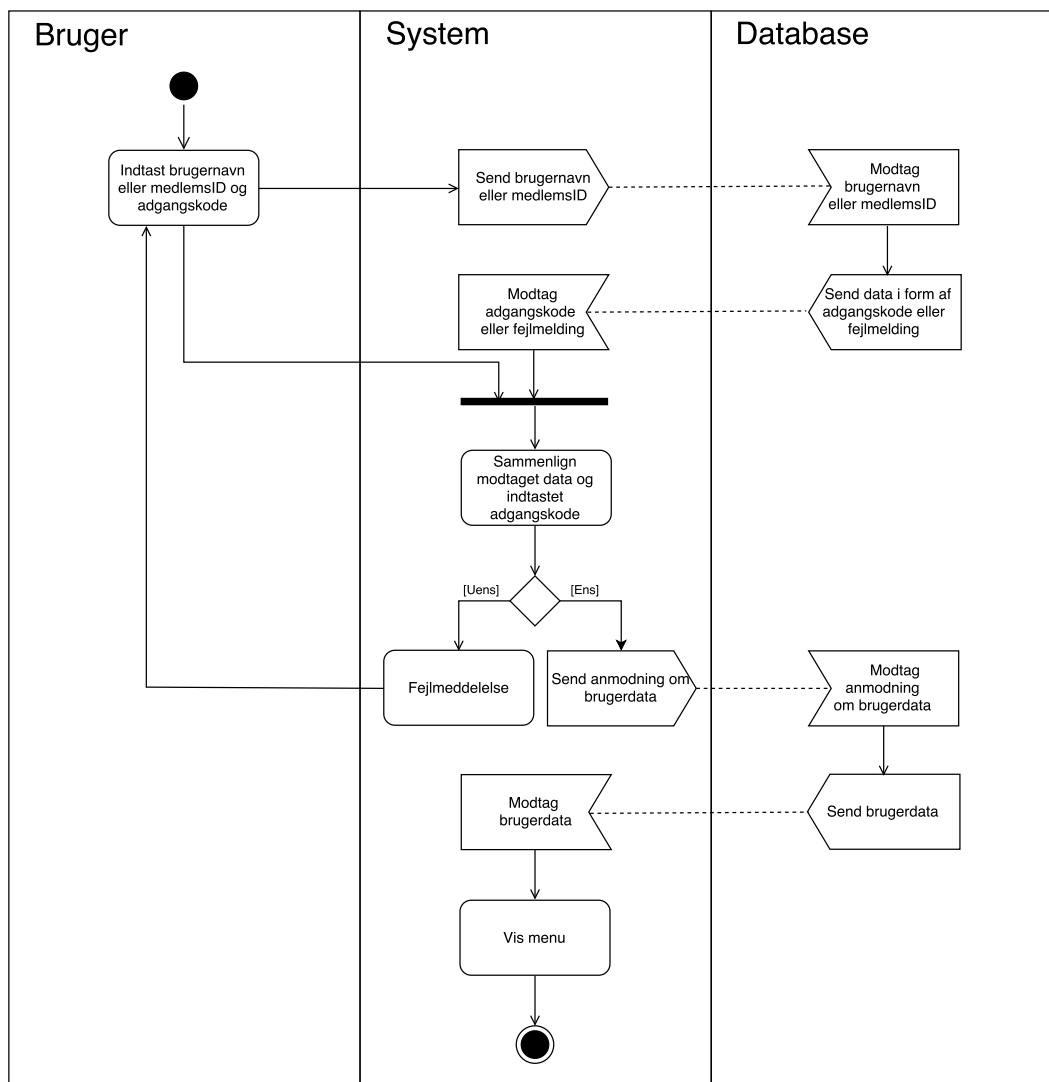 Bruger
System
Database
Indtast brugernavn
eller medlemsID og
adgangskode
Send brugernavn
eller medlemsID
Modtag
brugernavn
eller medlemsID
Modtag
adgangskode
eller fejlmelding
Send data i form af
adgangskode eller
fejlmelding
Sammenlign
modtaget data og
indtastet
adgangskode
[Uens]
[Ens]
Fejlmeddelelse
Send anmodning om
brugerdata
Modtag
anmodning
om brugerdata
Modtag
brugerdata
Send brugerdata
Vis menu